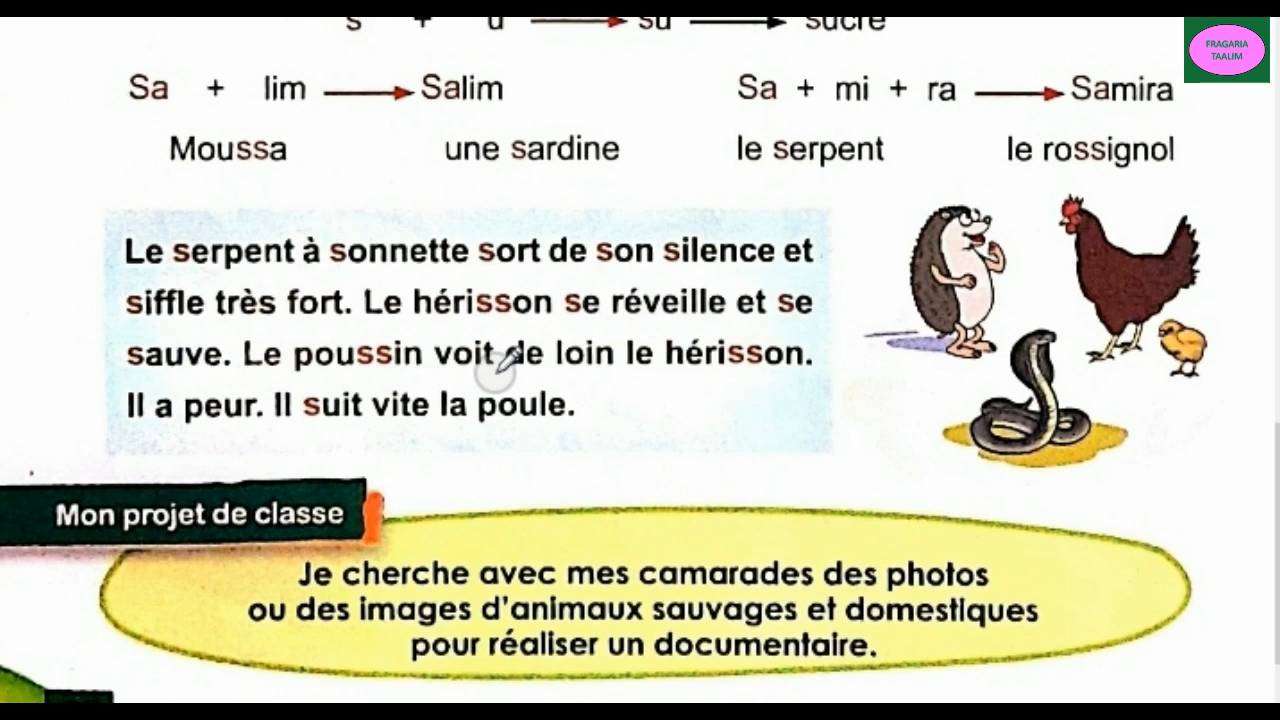 s + u su sucre
FRAGARIA
TAALIM
Sa + lim Salim Sa + mi + ra Samira
Moussa une sardine le serpent le rossignol
Le serpent à sonnette sort de son silence et
siffle très fort. Le hérisson se réveille et se
sauve. Le poussin voit de loin le hérisson.
Il a peur. Il suit vite la poule.
Mon projet de classe
Je cherche avec mes camarades des photos
ou des images d'animaux sauvages et domestiques
pour réaliser un documentaire.